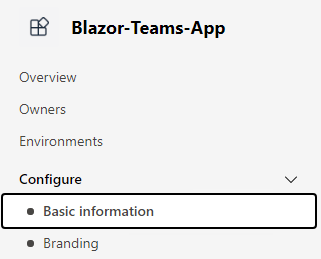 Blazor-Teams-App
Overview
Owners
Environments
Configure
Basic information
Branding